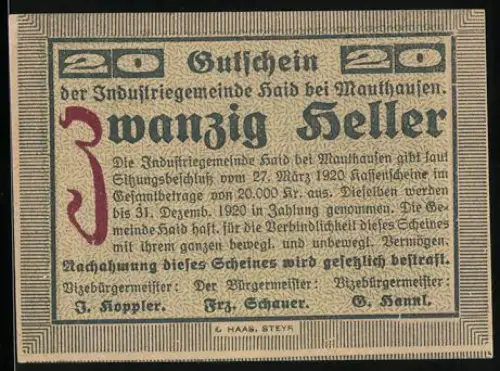 20 Gutschein 20
der Industriegemeinde Haid bei Mauthausen.
Zwanzig Heller
Die Industriegemeinde Haid bei Mauthausen gibt laut
Sitzungsbeschluß vom 27. März 1920 Kassenscheine im
Gesamtbetrage von 20.000 Kr. aus. Dieselben werden
bis 31. Dezemb. 1920 in Zahlung genommen. Die Ge-
meinde Haid haft. für die Verbindlichkeit dieses Scheines
mit ihrem ganzen bewegl. und unbewegl. Vermögen.
Nachahmung dieses Scheines wird gesetzlich bestraft.
Vizebürgermeister: Der Bürgermeister: Vizebürgermeister:
J. Koppler. Frz. Schauer. G. Hannl.
HAAS, STEYR